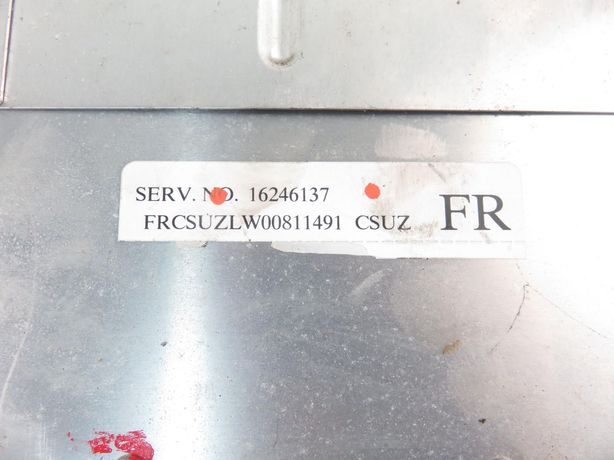 SERV. NO. 16246137
FRCSUZLW00811491 CSUZ FR